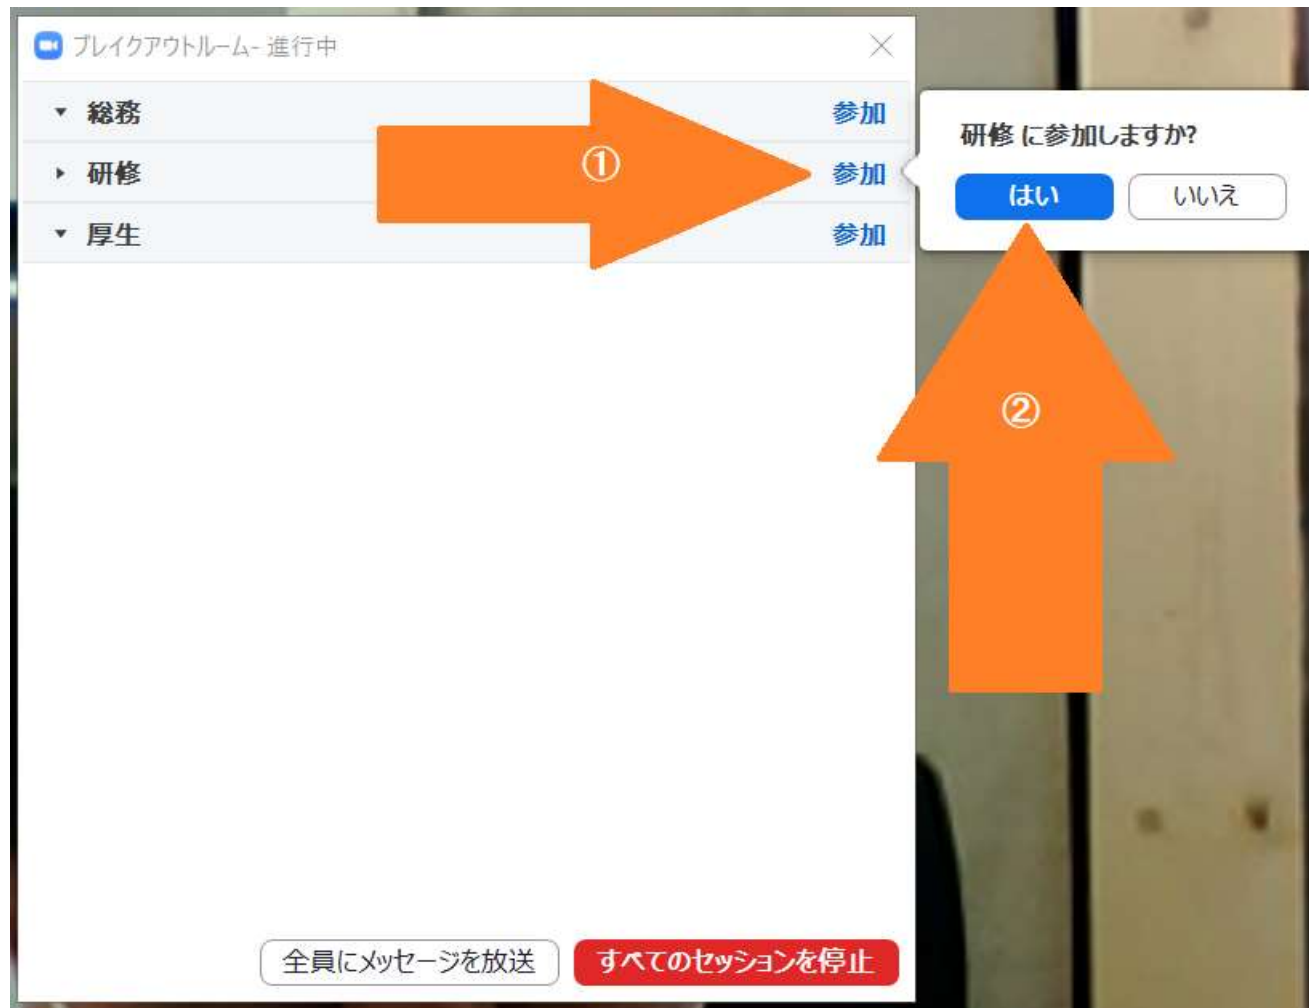 ブレイクアウトルーム- 進行中
総務 参加
研修 ① 参加
厚生 参加
研修 に参加しますか?
はい いいえ
②
全員にメッセージを放送 すべてのセッションを停止